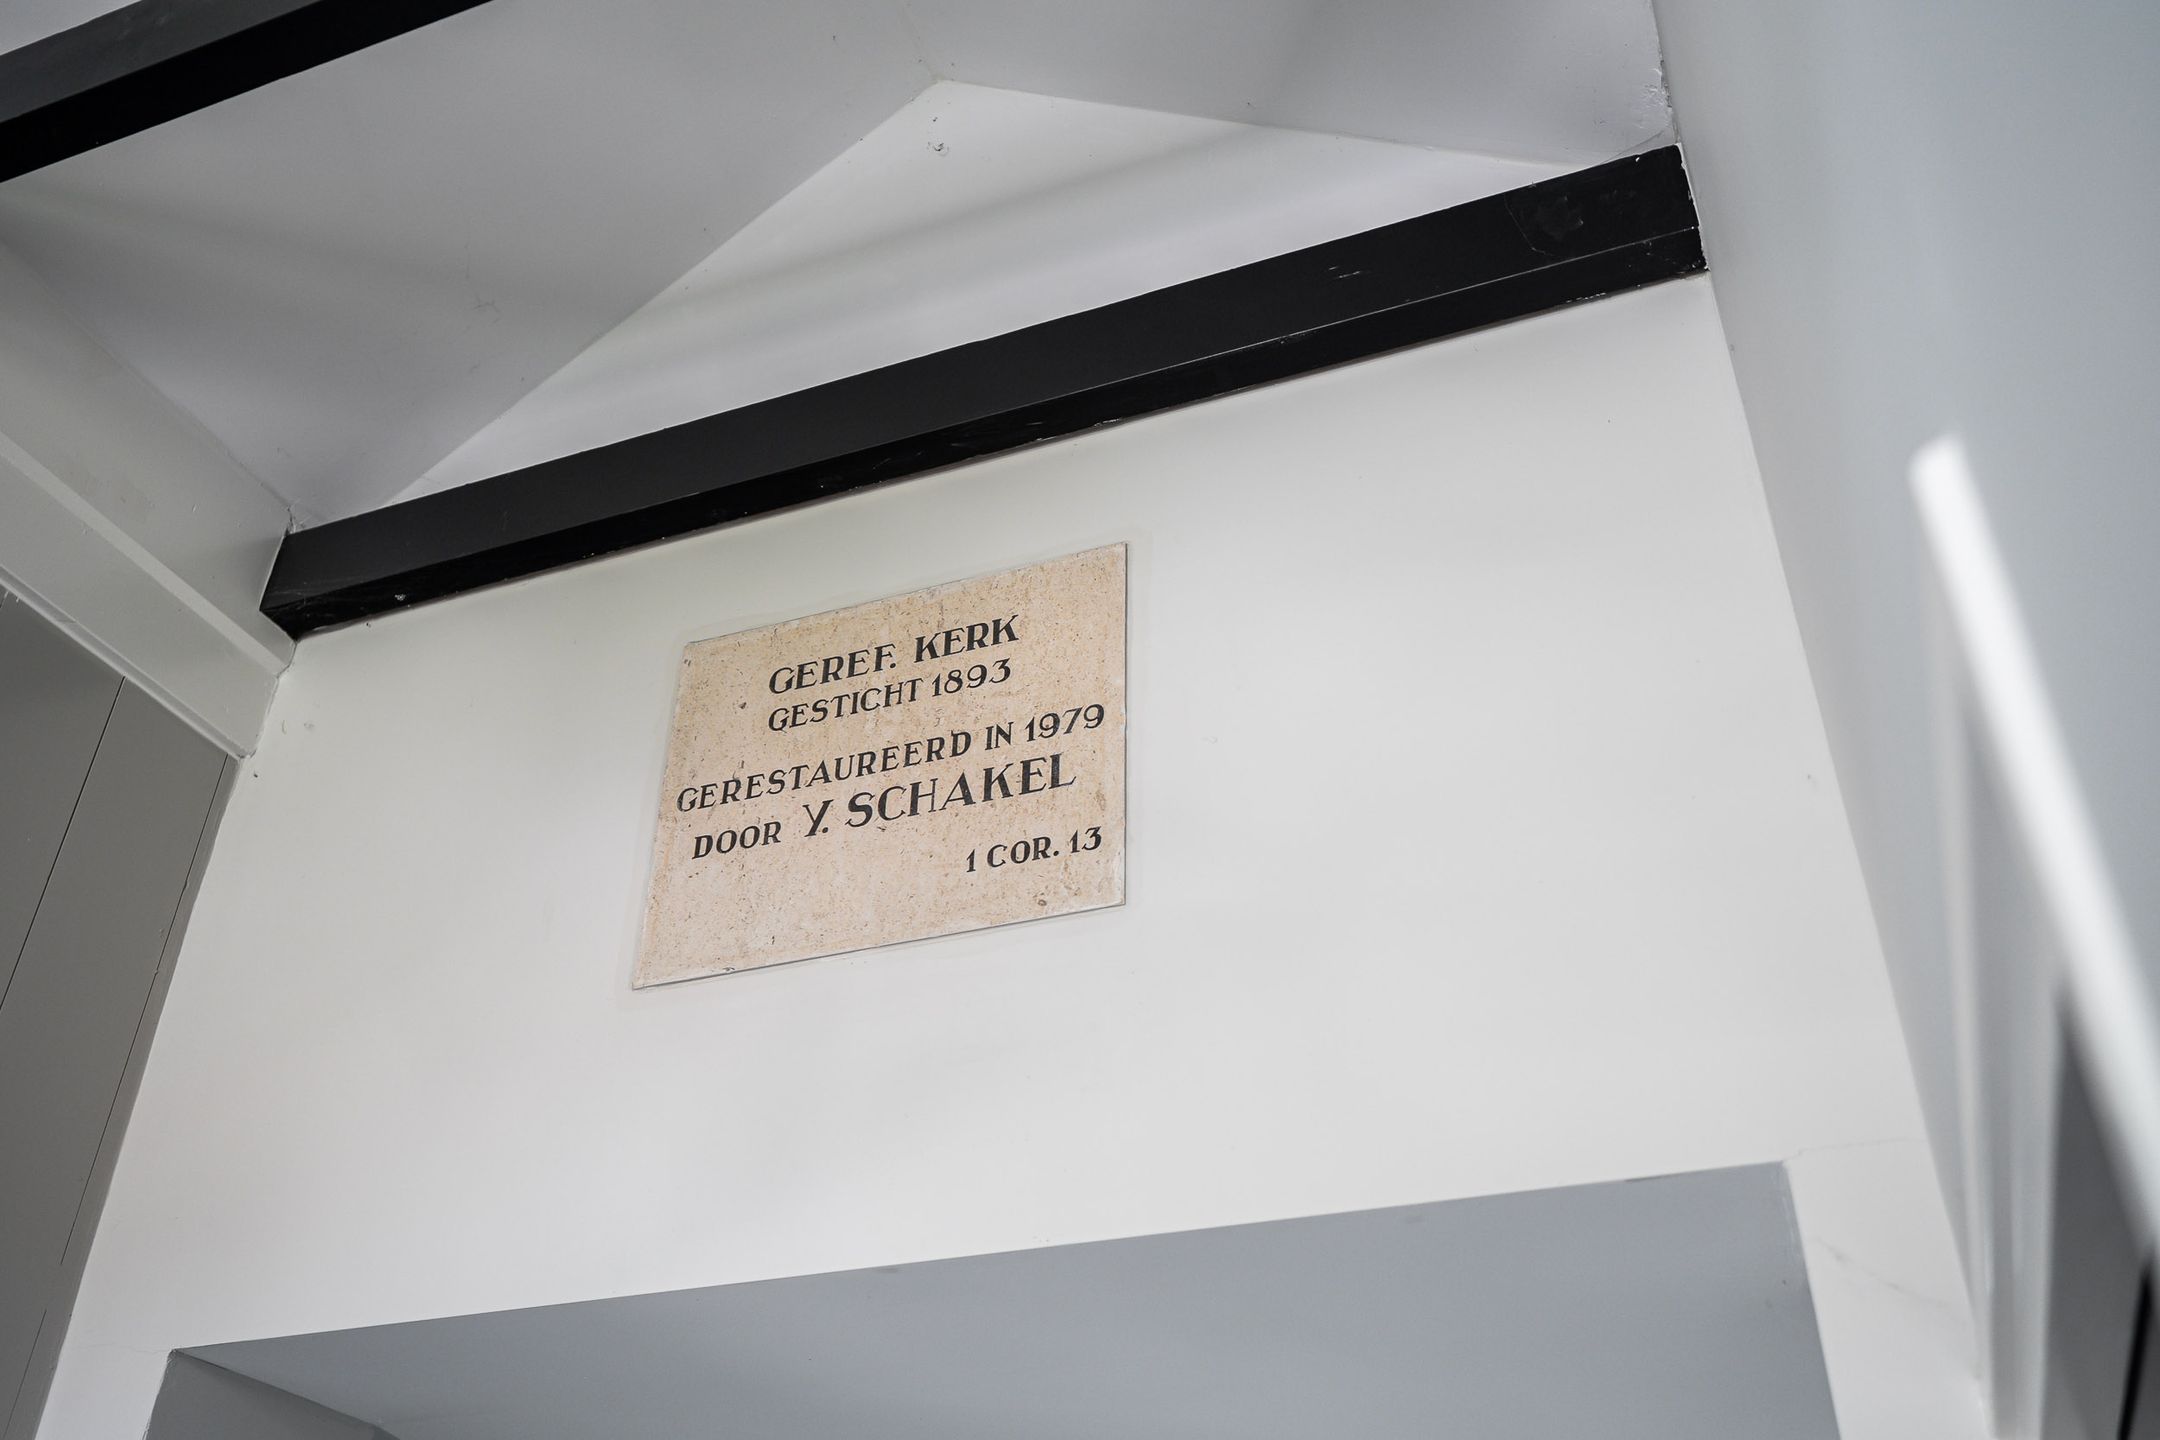 GEREF. KERK
GESTICHT 1893
GERESTAUREERD IN 1979
DOOR Y. SCHAKEL
1 COR. 13